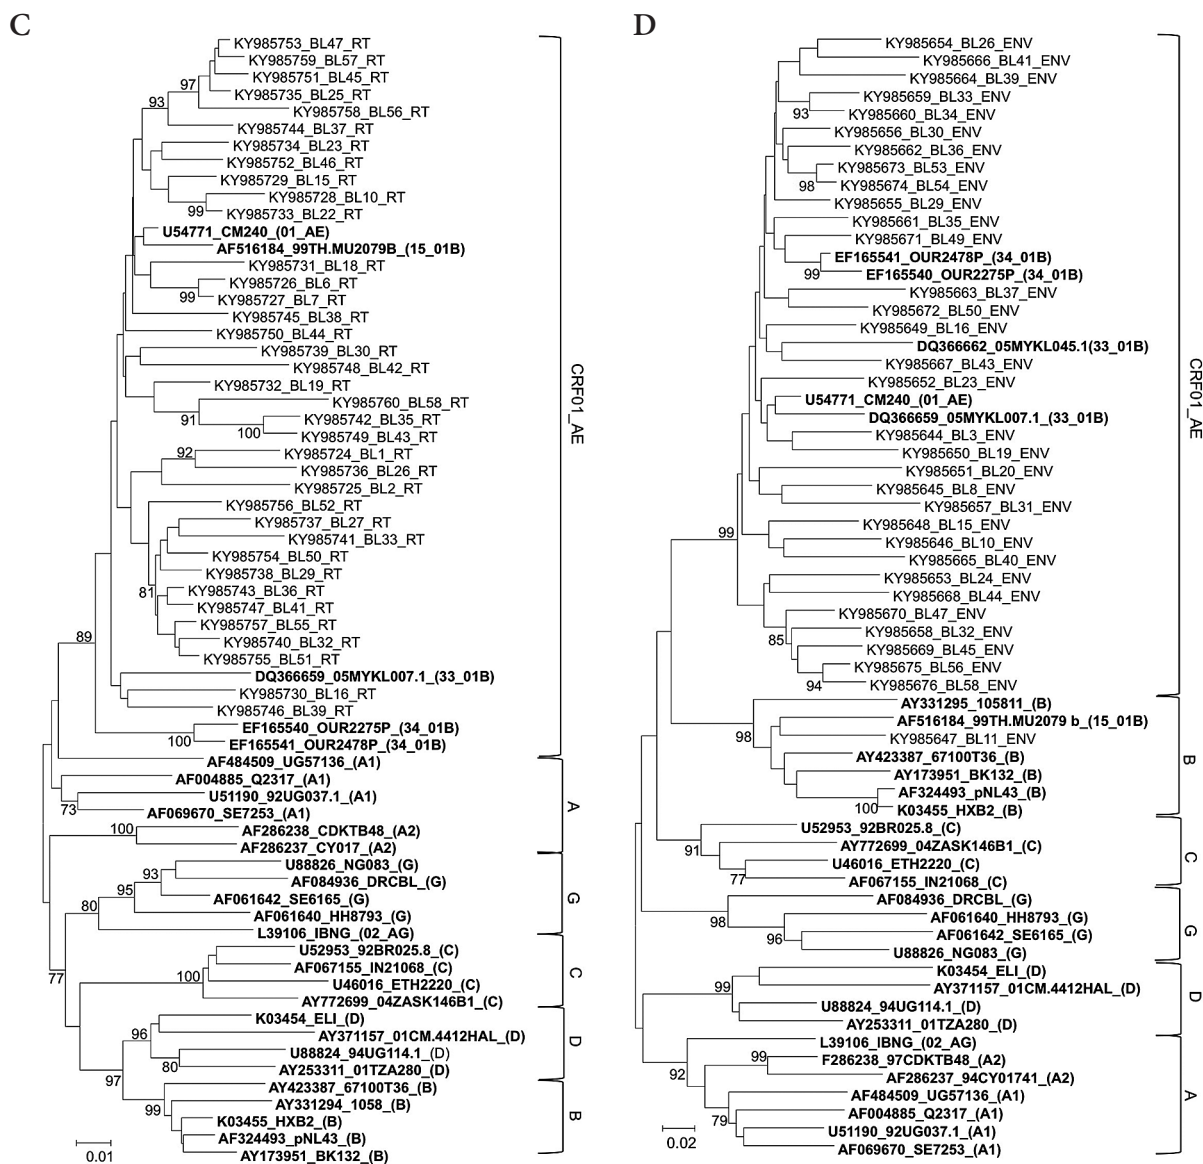 C
KY985753_BL47_RT
KY985759_BL57_RT
KY985751_BL45_RT
97
KY985735_BL25_RT
93
KY985758_BL56_RT
KY985744_BL37_RT
KY985734_BL23_RT
KY985752_BL46_RT
KY985729_BL15_RT
KY985728_BL10_RT
99
KY985733_BL22_RT
U54771_CM240_(01_AE)
AF516184_99TH.MU2079B_(15_01B)
KY985731_BL18_RT
KY985726_BL6_RT
99
KY985727_BL7_RT
KY985745_BL38_RT
KY985750_BL44_RT
KY985739_BL30_RT
KY985748_BL42_RT
KY985732_BL19_RT
KY985760_BL58_RT
91
KY985742_BL35_RT
100
KY985749_BL43_RT
92
KY985724_BL1_RT
KY985736_BL26_RT
KY985725_BL2_RT
KY985756_BL52_RT
KY985737_BL27_RT
KY985741_BL33_RT
KY985754_BL50_RT
KY985738_BL29_RT
81
KY985743_BL36_RT
KY985747_BL41_RT
KY985757_BL55_RT
89
KY985740_BL32_RT
KY985755_BL51_RT
DQ366659_05MYKL007.1_(33_01B)
KY985730_BL16_RT
KY985746_BL39_RT
EF165540_OUR2275P_(34_01B)
100
EF165541_OUR2478P_(34_01B)
CRF01_AE
AF484509_UG57136_(A1)
AF004885_Q2317_(A1)
U51190_92UG037.1_(A1)
73
AF069670_SE7253_(A1)
100
AF286238_CDKTB48_(A2)
AF286237_CY017_(A2)
A
U88826_NG083_(G)
93
AF084936_DRCBL_(G)
95
AF061642_SE6165_(G)
80
AF061640_HH8793_(G)
L39106_IBNG_(02_AG)
G
U52953_92BR025.8_(C)
AF067155_IN21068_(C)
100
77
U46016_ETH2220_(C)
AY772699_04ZASK146B1_(C)
C
K03454_ELI_(D)
96
AY371157_01CM.4412HAL_(D)
U88824_94UG114.1_(D)
80
AY253311_01TZA280_(D)
D
97
AY423387_67100T36_(B)
99
AY331294_1058_(B)
K03455_HXB2_(B)
AF324493_pNL43_(B)
AY173951_BK132_(B)
B
0.01
D
KY985654_BL26_ENV
KY985666_BL41_ENV
KY985664_BL39_ENV
KY985659_BL33_ENV
93
KY985660_BL34_ENV
KY985656_BL30_ENV
KY985662_BL36_ENV
KY985673_BL53_ENV
98
KY985674_BL54_ENV
KY985655_BL29_ENV
KY985661_BL35_ENV
KY985671_BL49_ENV
EF165541_OUR2478P_(34_01B)
99
EF165540_OUR2275P_(34_01B)
KY985663_BL37_ENV
KY985672_BL50_ENV
KY985649_BL16_ENV
DQ366662_05MYKL045.1(33_01B)
KY985667_BL43_ENV
KY985652_BL23_ENV
U54771_CM240_(01_AE)
DQ366659_05MYKL007.1_(33_01B)
KY985644_BL3_ENV
KY985650_BL19_ENV
KY985651_BL20_ENV
KY985645_BL8_ENV
KY985657_BL31_ENV
KY985648_BL15_ENV
99
KY985646_BL10_ENV
KY985665_BL40_ENV
KY985653_BL24_ENV
KY985668_BL44_ENV
KY985670_BL47_ENV
KY985658_BL32_ENV
85
KY985669_BL45_ENV
KY985675_BL56_ENV
94
KY985676_BL58_ENV
CRF01_AE
AY331295_105811_(B)
AF516184_99TH.MU2079 b_(15_01B)
98
KY985647_BL11_ENV
AY423387_67100T36_(B)
AY173951_BK132_(B)
AF324493_pNL43_(B)
100
K03455_HXB2_(B)
B
U52953_92BR025.8_(C)
AY772699_04ZASK146B1_(C)
91
U46016_ETH2220_(C)
77
AF067155_IN21068_(C)
C
AF084936_DRCBL_(G)
98
AF061640_HH8793_(G)
96
AF061642_SE6165_(G)
U88826_NG083_(G)
G
K03454_ELI_(D)
99
AY371157_01CM.4412HAL_(D)
U88824_94UG114.1_(D)
AY253311_01TZA280_(D)
D
L39106_IBNG_(02_AG)
99
F286238_97CDKTB48_(A2)
92
AF286237_94CY01741_(A2)
AF484509_UG57136_(A1)
79
AF004885_Q2317_(A1)
U51190_92UG037.1_(A1)
AF069670_SE7253_(A1)
A
0.02